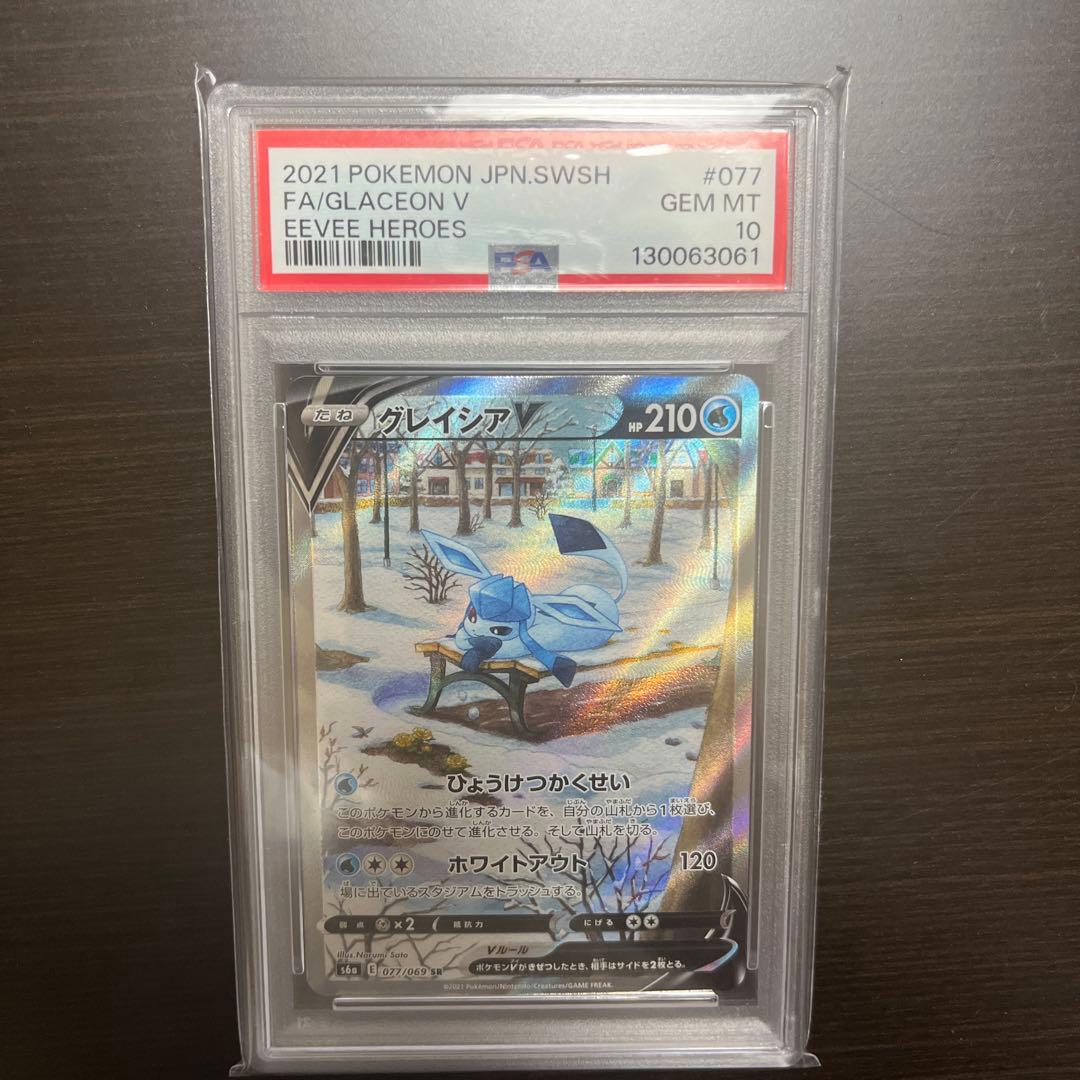 2021 POKEMON JPN.SWSH #077
FA/GLACEON V GEM MT
EEVEE HEROES 10
130063061
PSA
たね グレイシアV HP210
ひょうけつかくせい
このポケモンから進化するカードを、自分の山札から1枚選び、
このポケモンにのせて進化させる。そして山札を切る。
ホワイトアウト 120
場に出ているスタジアムをトラッシュする。
弱点 ×2 抵抗力 にげる
Vルール
Illus. Narumi Sato
ポケモンVがきぜつしたとき、相手はサイドを2枚とる。
s6a E 077/069 SR
©2021 Pokémon/Nintendo/Creatures/GAME FREAK.